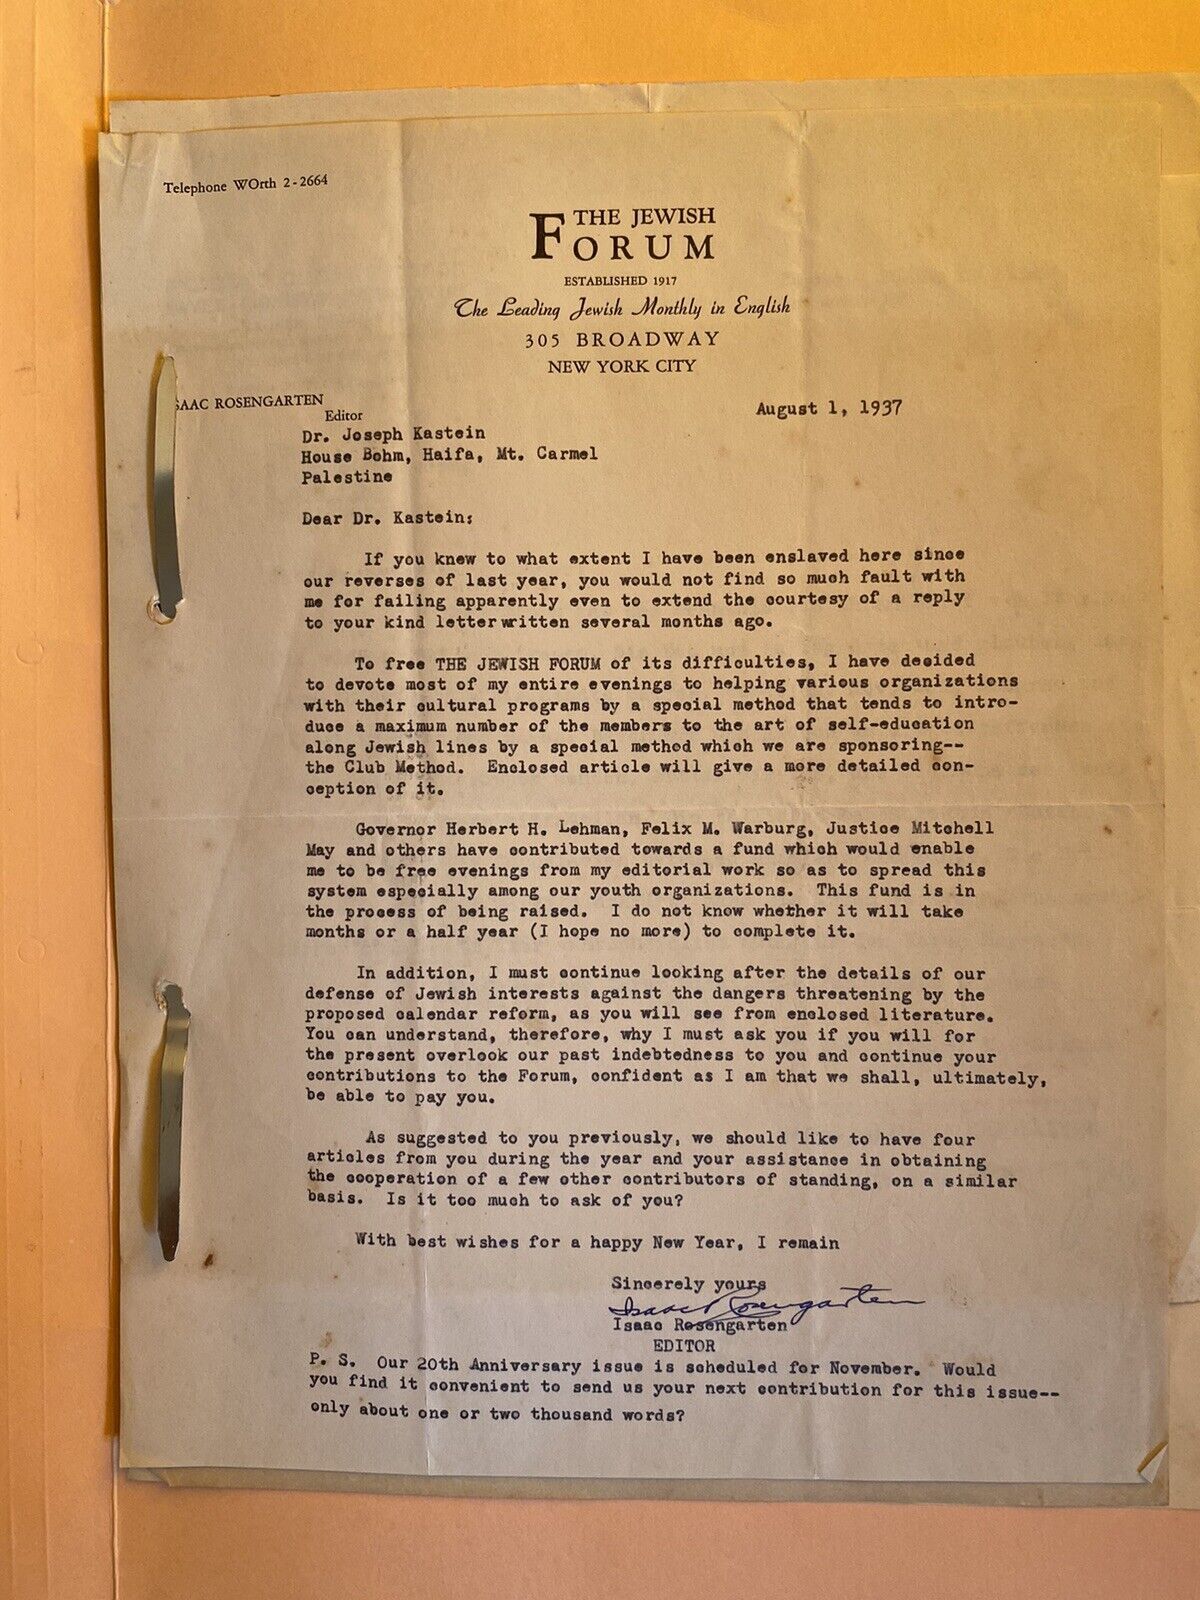 Telephone WOrth 2-2664
THE JEWISH
FORUM
ESTABLISHED 1917
The Leading Jewish Monthly in English
305 BROADWAY
NEW YORK CITY
SAAC ROSENGARTEN
Editor
August 1, 1937
Dr. Joseph Kastein
House Bohm, Haifa, Mt. Carmel
Palestine
Dear Dr. Kastein:
If you knew to what extent I have been enslaved here since
our reverses of last year, you would not find so much fault with
me for failing apparently even to extend the courtesy of a reply
to your kind letter written several months ago.
To free THE JEWISH FORUM of its difficulties, I have decided
to devote most of my entire evenings to helping various organizations
with their cultural programs by a special method that tends to intro-
duce a maximum number of the members to the art of self-education
along Jewish lines by a special method which we are sponsoring--
the Club Method. Enclosed article will give a more detailed con-
ception of it.
Governor Herbert H. Lehman, Felix M. Warburg, Justice Mitchell
May and others have contributed towards a fund which would enable
me to be free evenings from my editorial work so as to spread this
system especially among our youth organizations. This fund is in
the process of being raised. I do not know whether it will take
months or a half year (I hope no more) to complete it.
In addition, I must continue looking after the details of our
defense of Jewish interests against the dangers threatening by the
proposed calendar reform, as you will see from enclosed literature.
You can understand, therefore, why I must ask you if you will for
the present overlook our past indebtedness to you and continue your
contributions to the Forum, confident as I am that we shall, ultimately,
be able to pay you.
As suggested to you previously, we should like to have four
articles from you during the year and your assistance in obtaining
the cooperation of a few other contributors of standing, on a similar
basis. Is it too much to ask of you?
With best wishes for a happy New Year, I remain
Sincerely yours
Isaac Rosengarten
Isaac Rosengarten
EDITOR
P. S. Our 20th Anniversary issue is scheduled for November. Would
you find it convenient to send us your next contribution for this issue--
only about one or two thousand words?